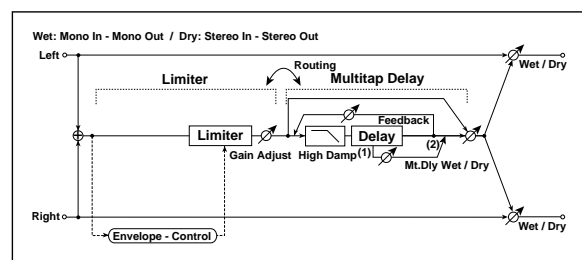 Wet: Mono In - Mono Out / Dry: Stereo In - Stereo Out
Left
Wet / Dry
Routing
Limiter
Multitap Delay
Feedback
Limiter
Delay
Gain Adjust
High Damp
(1)
(2)
Mt.Dly Wet / Dry
Right
Wet / Dry
Envelope - Control